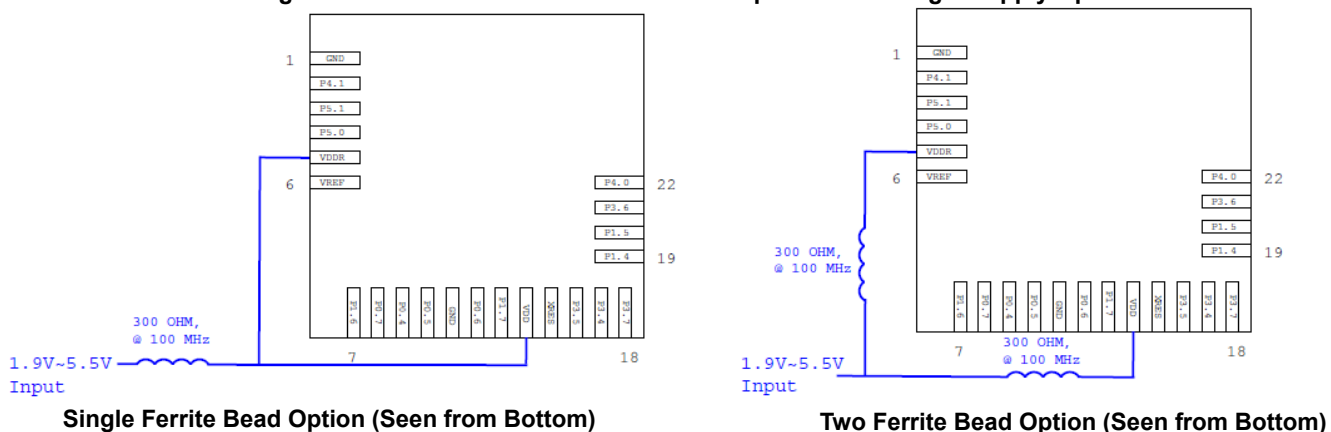 1
GND
P4.1
P5.1
P5.0
VDDR
6
VREF
P4.0
22
P3.6
P1.5
P1.4
19
P1.6
P0.7
P0.4
P0.5
GND
P0.6
P1.7
VDD
XRES
P3.5
P3.4
P3.7
7
18
300 OHM,
@ 100 MHz
1.9V~5.5V
Input
Single Ferrite Bead Option (Seen from Bottom)
1
GND
P4.1
P5.1
P5.0
VDDR
6
VREF
P4.0
22
P3.6
P1.5
P1.4
19
300 OHM,
@ 100 MHz
P1.6
P0.7
P0.4
P0.5
GND
P0.6
P1.7
VDD
XRES
P3.5
P3.4
P3.7
7
18
300 OHM,
@ 100 MHz
1.9V~5.5V
Input
Two Ferrite Bead Option (Seen from Bottom)